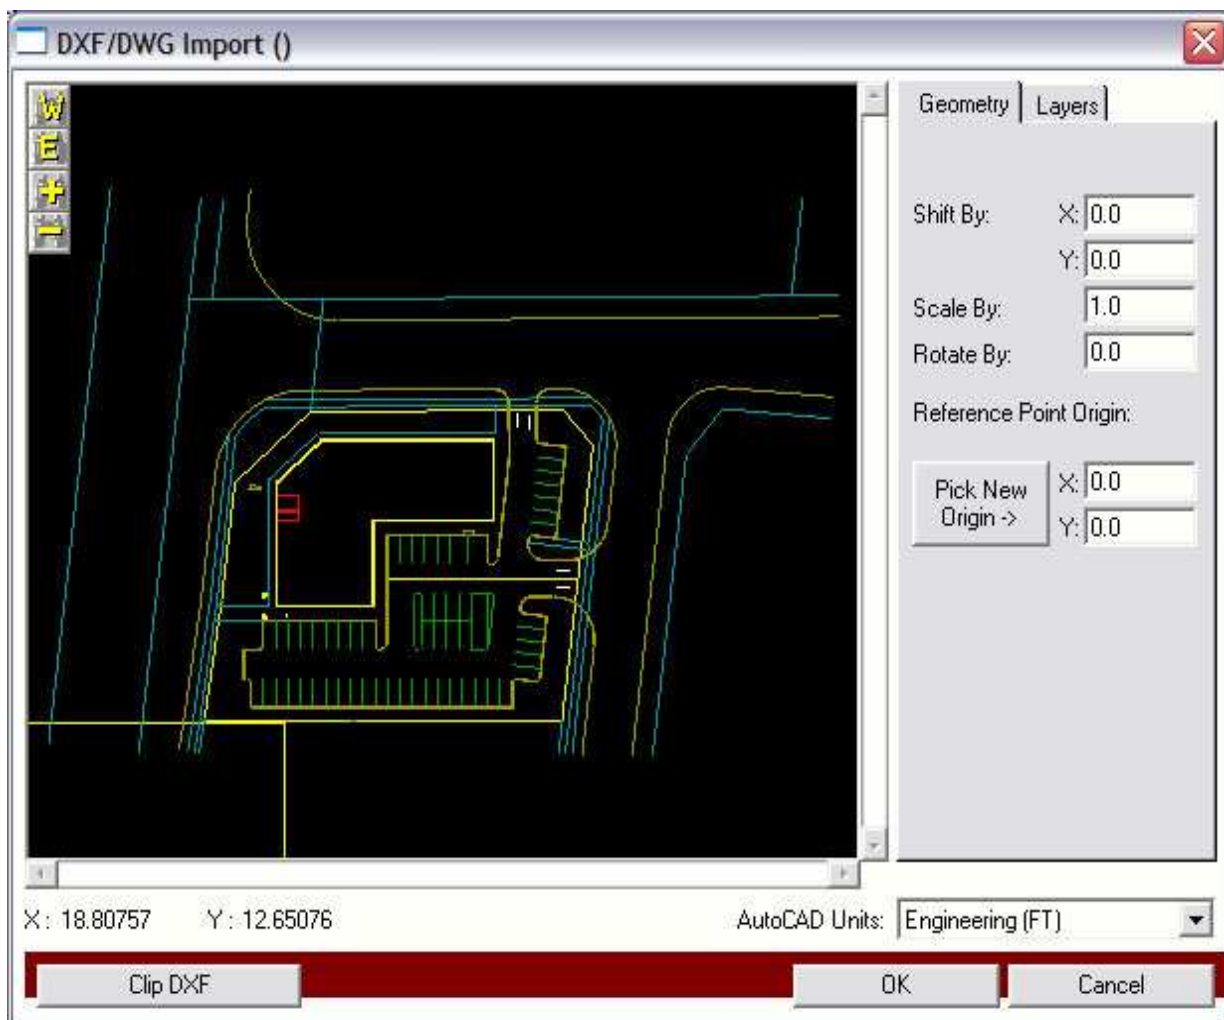 DXF/DWG Import ()
W
E
+
-
Geometry
Layers
Shift By: X: 0.0
Y: 0.0
Scale By: 1.0
Rotate By: 0.0
Reference Point Origin:
Pick New
Origin ->
X: 0.0
Y: 0.0
X : 18.80757 Y : 12.65076
AutoCAD Units: Engineering (FT)
Clip DXF
OK
Cancel